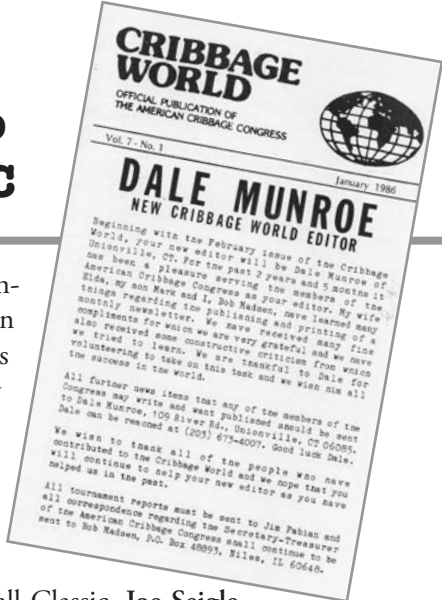 CRIBBAGE
WORLD
OFFICIAL PUBLICATION OF
THE AMERICAN CRIBBAGE CONGRESS
Vol. 7 - No. 1
January 1986
DALE MUNROE
NEW CRIBBAGE WORLD EDITOR
Beginning with the February issue of the Cribbage
World, your new editor will be Dale Munroe of
Unionville, CT. For the past 2 years and 5 months it
has been a pleasure serving the members of the
American Cribbage Congress as your editor. My wife
Elda, my son Mark and I, Bob Madsen, have learned many
things regarding the publishing and printing of a
monthly newsletter. We have received many fine
compliments for which we are very grateful and we have
also received some constructive criticism from which
we tried to learn. We are thankful to Dale for
volunteering to take on this task and we wish him all
the success in the world.
All further news items that any of the members of the
Congress may write and want published should be sent
to Dale Munroe, 109 River Rd., Unionville, CT 06085.
Dale can be reached at (203) 673-4007. Good luck Dale.
We wish to thank all of the people who have
contributed to the Cribbage World and we hope that you
will continue to help your new editor as you have
helped us in the past.
All tournament reports must be sent to Jim Fabian and
all correspondence regarding the Secretary-Treasurer
of the American Cribbage Congress shall continue to be
sent to Bob Madsen, P.O. Box 48893, Niles, IL 60648.
all Classic, Joe Seigle